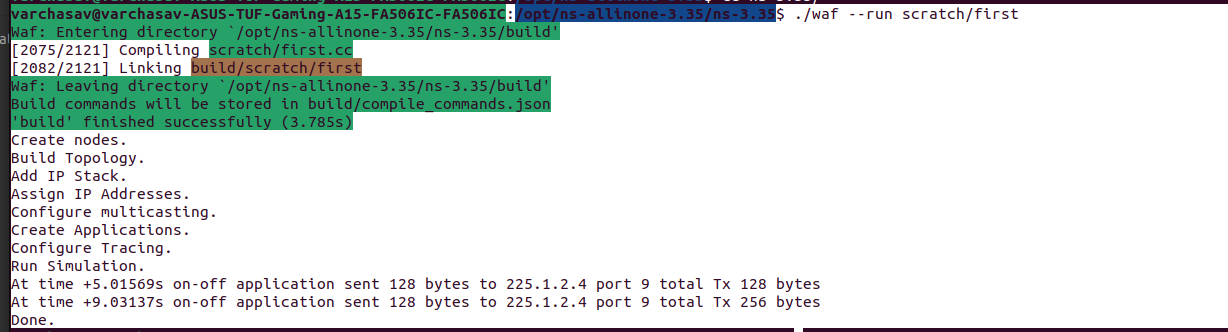 varchasav@varchasav-ASUS-TUF-Gaming-A15-FA506IC-FA506IC:/opt/ns-allinone-3.35/ns-3.35$ ./waf --run scratch/first
Waf: Entering directory `/opt/ns-allinone-3.35/ns-3.35/build'
[2075/2121] Compiling scratch/first.cc
[2082/2121] Linking build/scratch/first
Waf: Leaving directory `/opt/ns-allinone-3.35/ns-3.35/build'
Build commands will be stored in build/compile_commands.json
'build' finished successfully (3.785s)
Create nodes.
Build Topology.
Add IP Stack.
Assign IP Addresses.
Configure multicasting.
Create Applications.
Configure Tracing.
Run Simulation.
At time +5.01569s on-off application sent 128 bytes to 225.1.2.4 port 9 total Tx 128 bytes
At time +9.03137s on-off application sent 128 bytes to 225.1.2.4 port 9 total Tx 256 bytes
Done.